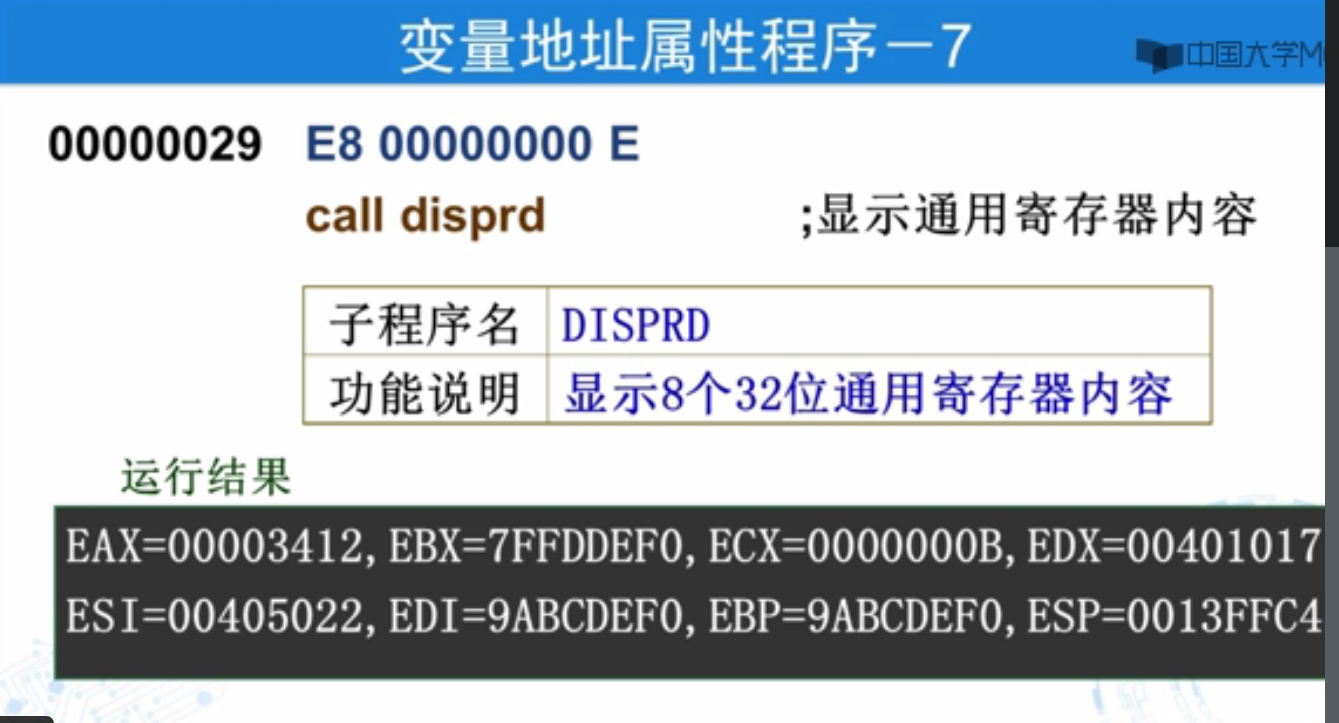 变量地址属性程序－7
中国大学M
00000029 E8 00000000 E
call disprd ;显示通用寄存器内容
子程序名 DISPRD
功能说明 显示8个32位通用寄存器内容
运行结果
EAX=00003412, EBX=7FFDDEF0, ECX=0000000B, EDX=00401017
ESI=00405022, EDI=9ABCDEF0, EBP=9ABCDEF0, ESP=0013FFC4